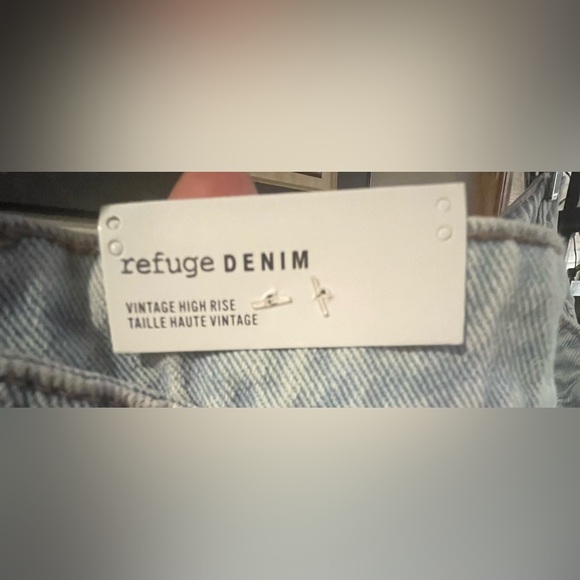 refuge DENIM
VINTAGE HIGH RISE
TAILLE HAUTE VINTAGE